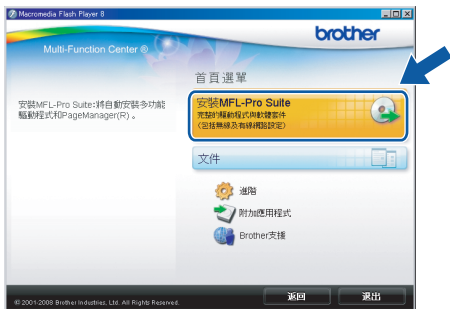 Macromedia Flash Player 8
brother
Multi-Function Center ®
首頁選單
安裝MFL-Pro Suite:將自動安裝多功能
驅動程式和PageManager(R)。
安裝MFL-Pro Suite
完整的驅動程式與軟體套件
(包括無線及有線網路設定)
文件
進階
附加應用程式
Brother支援
© 2001-2008 Brother Industries, Ltd. All Rights Reserved.
返回
退出